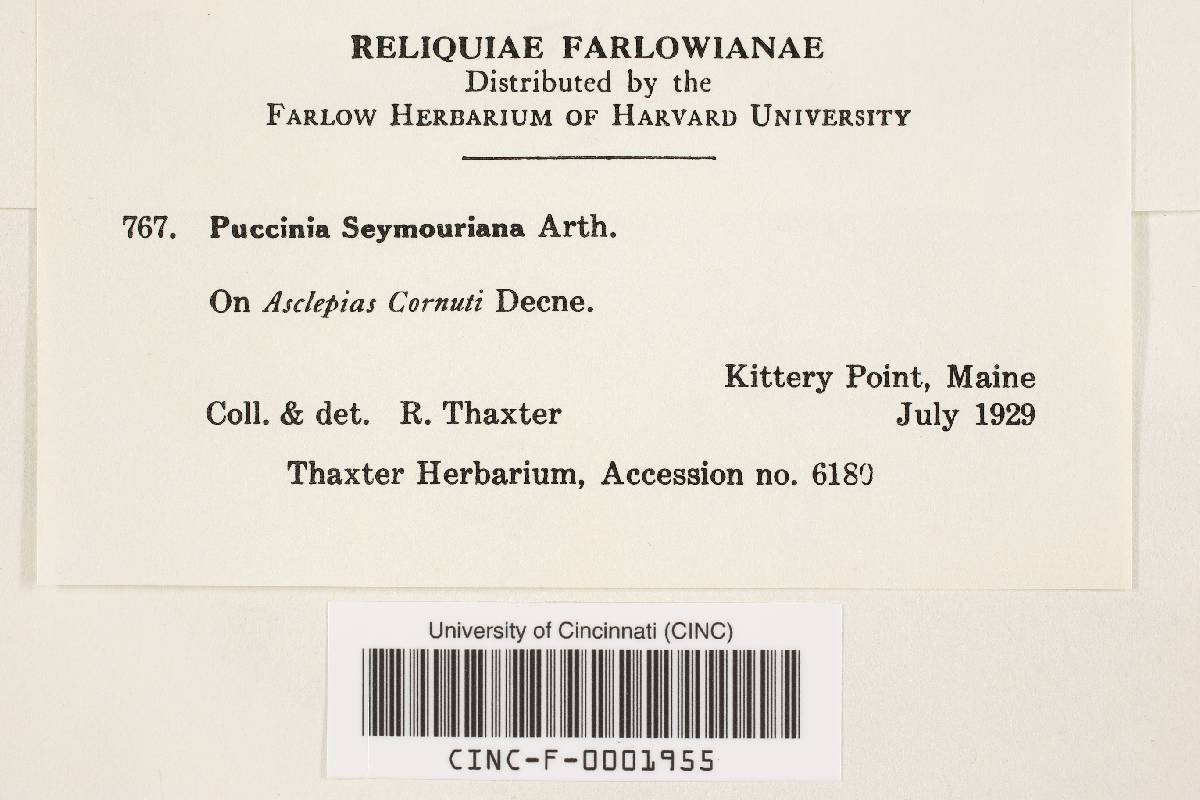 RELIQUIAE FARLOWIANAE
Distributed by the
FARLOW HERBARIUM OF HARVARD UNIVERSITY
767. Puccinia Seymouriana Arth.
On Asclepias Cornuti Decne.
Kittery Point, Maine
Coll. & det. R. Thaxter July 1929
Thaxter Herbarium, Accession no. 6180
University of Cincinnati (CINC)
CINC-F-0001955